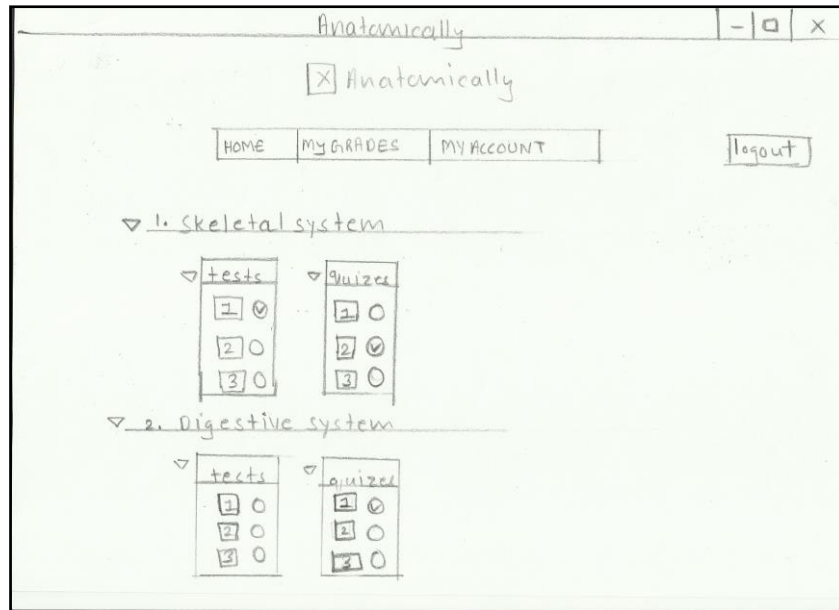 Anatomically
Anatomically
HOME MY GRADES MY ACCOUNT logout
1. Skeletal system
tests quizes
1 1
2 2
3 3
2. Digestive system
tests quizes
1 1
2 2
3 3